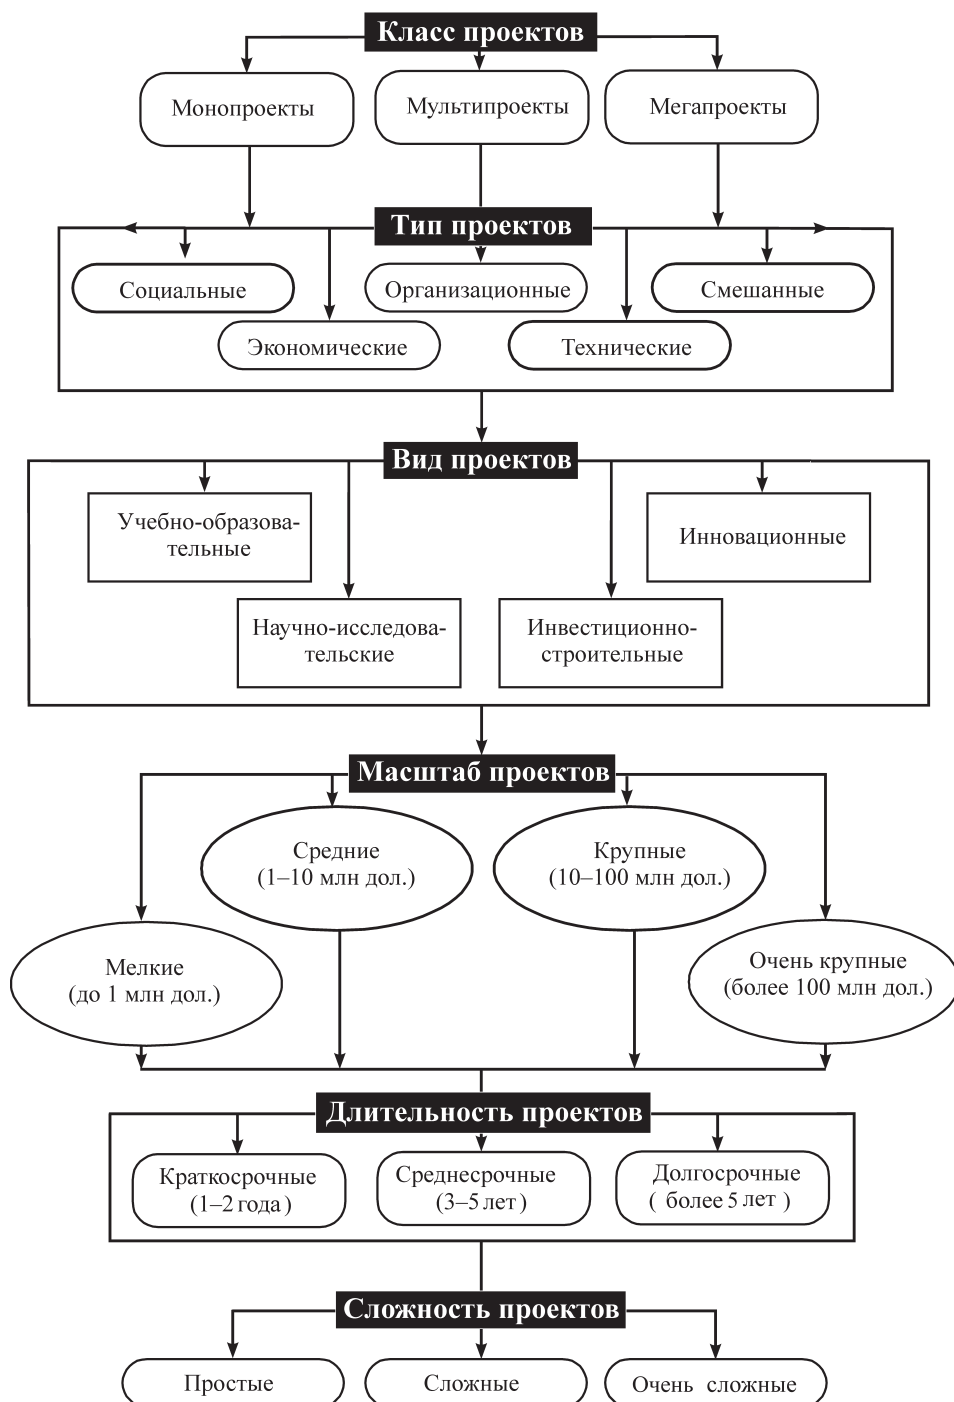 Класс проектов
Монопроекты
Мультипроекты
Мегапроекты
Тип проектов
Социальные
Организационные
Смешанные
Экономические
Технические
Вид проектов
Учебно-образова-
тельные
Инновационные
Научно-исследова-
тельские
Инвестиционно-
строительные
Масштаб проектов
Средние
(1–10 млн дол.)
Крупные
(10–100 млн дол.)
Мелкие
(до 1 млн дол.)
Очень крупные
(более 100 млн дол.)
Длительность проектов
Краткосрочные
(1–2 года)
Среднесрочные
(3–5 лет)
Долгосрочные
( более 5 лет )
Сложность проектов
Простые
Сложные
Очень сложные